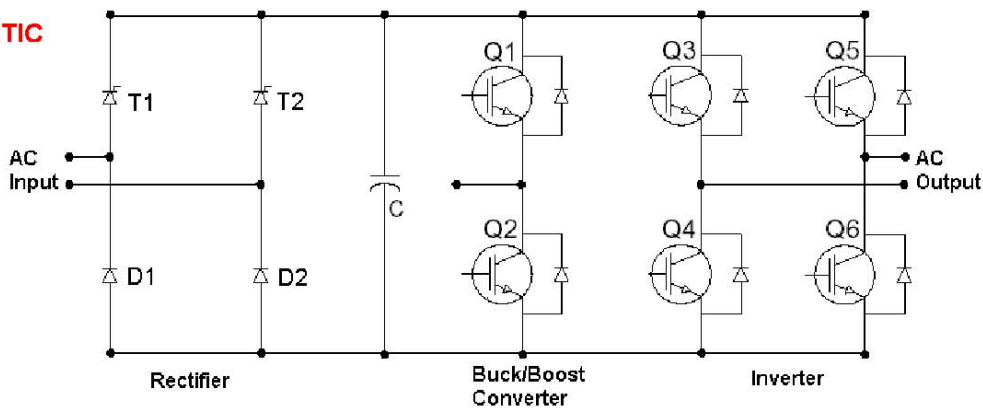 TIC
Q1
Q3
Q5
T1
T2
AC
Input
AC
Output
C
Q2
Q4
Q6
D1
D2
Rectifier
Buck/Boost
Converter
Inverter